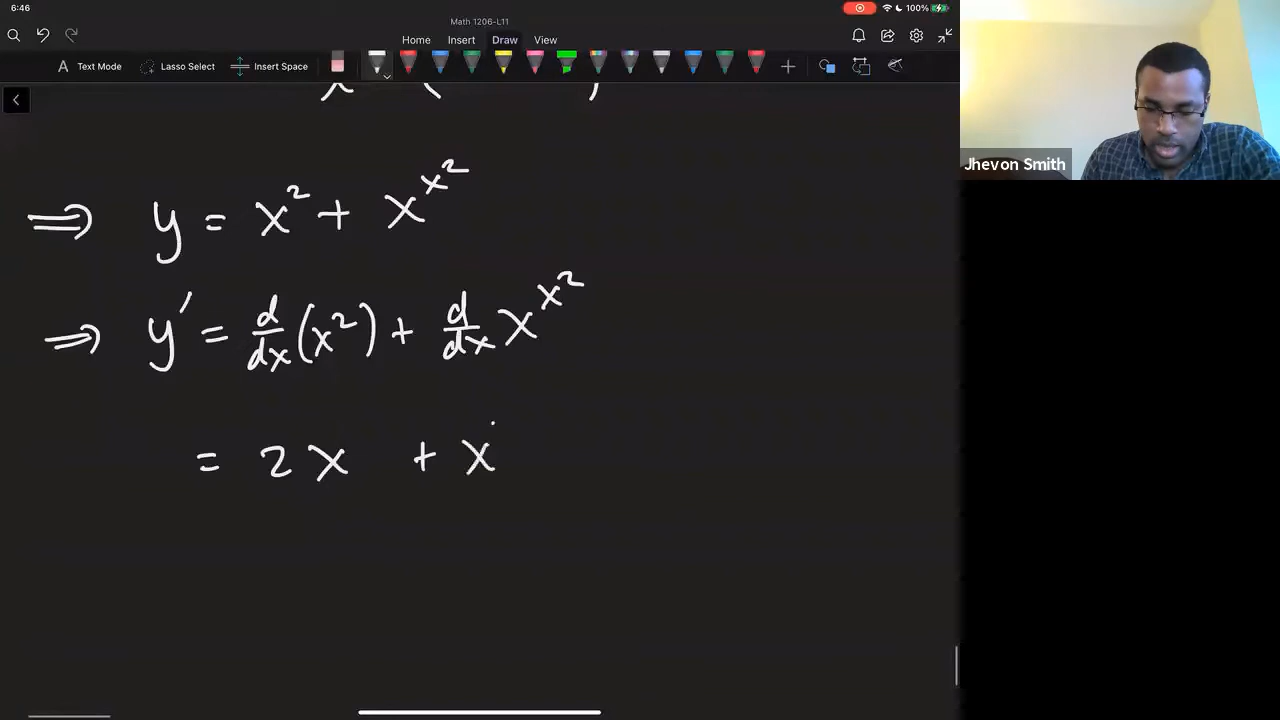 6:46
100%
Math 1206-L11
Home Insert Draw View
Text Mode Lasso Select Insert Space
⇒ y = x² + x^{x²}
⇒ y' = d/dx (x²) + d/dx x^{x²}
= 2x + x
Jhevon Smith